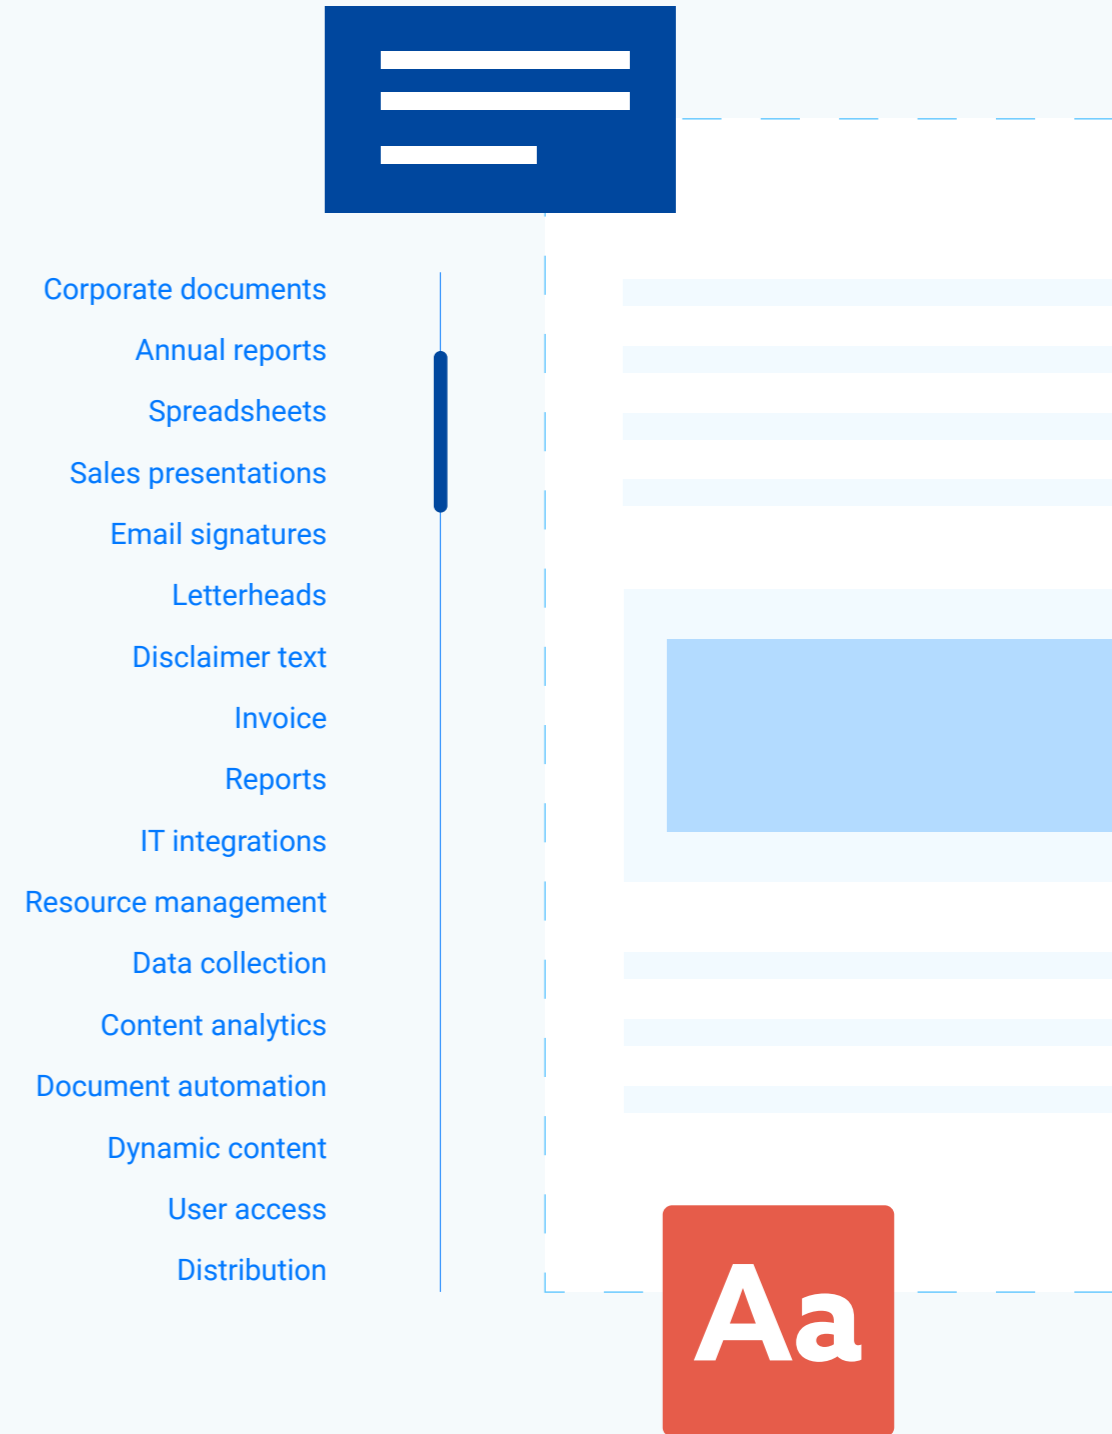 Corporate documents
Annual reports
Spreadsheets
Sales presentations
Email signatures
Letterheads
Disclaimer text
Invoice
Reports
IT integrations
Resource management
Data collection
Content analytics
Document automation
Dynamic content
User access
Distribution
Aa